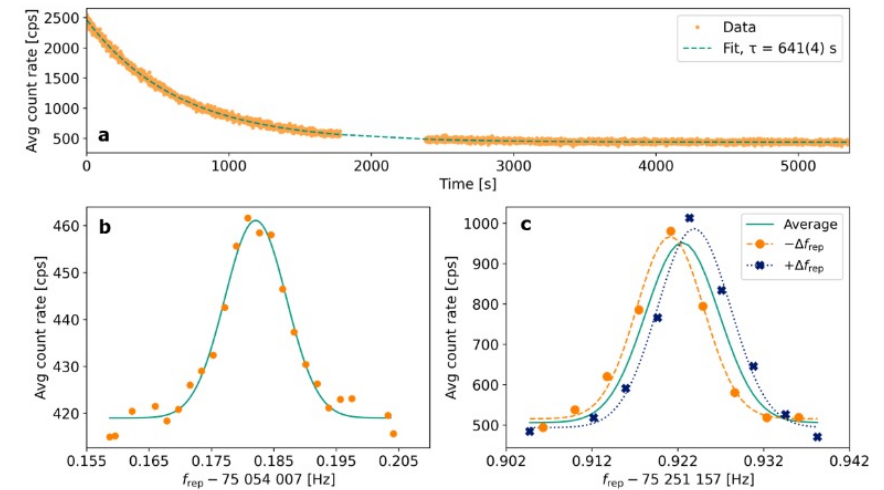 2500
2000
1500
1000
500
Avg count rate [cps]
Data
Fit, τ = 641(4) s
a
0 1000 2000 3000 4000 5000
Time [s]
460
450
440
430
420
Avg count rate [cps]
b
0.155 0.165 0.175 0.185 0.195 0.205
f_rep − 75 054 007 [Hz]
1000
900
800
700
600
500
Avg count rate [cps]
c
Average
−Δf_rep
+Δf_rep
0.902 0.912 0.922 0.932 0.942
f_rep − 75 251 157 [Hz]